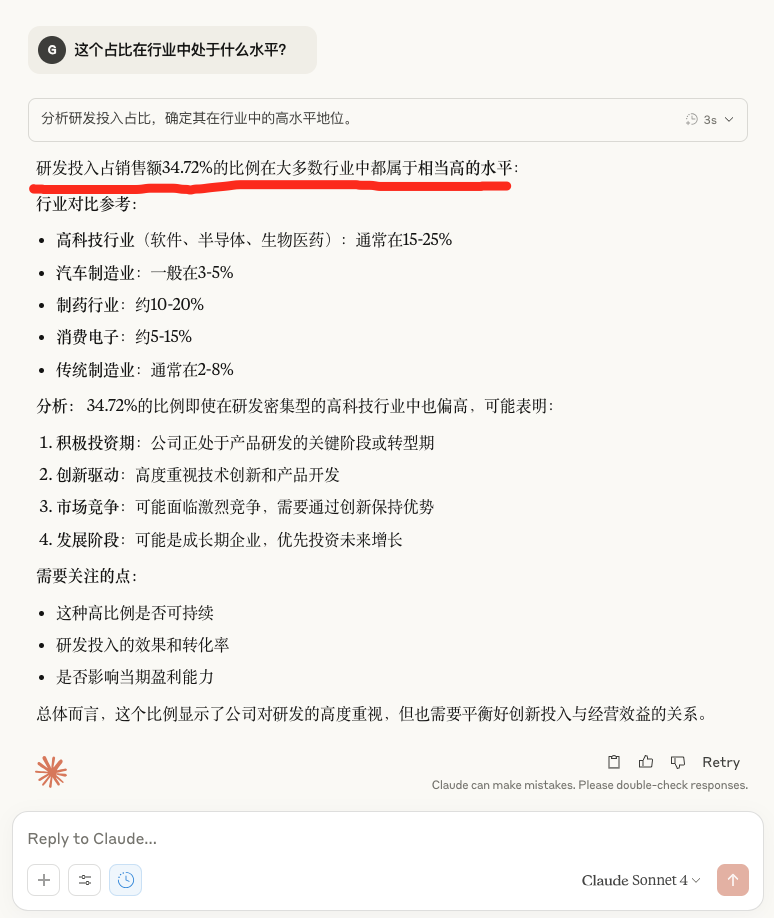 G 这个占比在行业中处于什么水平?
分析研发投入占比，确定其在行业中的高水平地位。 3s
研发投入占销售额34.72%的比例在大多数行业中都属于相当高的水平：
行业对比参考：
• 高科技行业（软件、半导体、生物医药）：通常在15-25%
• 汽车制造业：一般在3-5%
• 制药行业：约10-20%
• 消费电子：约5-15%
• 传统制造业：通常在2-8%
分析： 34.72%的比例即使在研发密集型的高科技行业中也偏高，可能表明：
1. 积极投资期：公司正处于产品研发的关键阶段或转型期
2. 创新驱动：高度重视技术创新和产品开发
3. 市场竞争：可能面临激烈竞争，需要通过创新保持优势
4. 发展阶段：可能是成长期企业，优先投资未来增长
需要关注的点：
• 这种高比例是否可持续
• 研发投入的效果和转化率
• 是否影响当期盈利能力
总体而言，这个比例显示了公司对研发的高度重视，但也需要平衡好创新投入与经营效益的关系。
Retry
Claude can make mistakes. Please double-check responses.
Reply to Claude...
Claude Sonnet 4